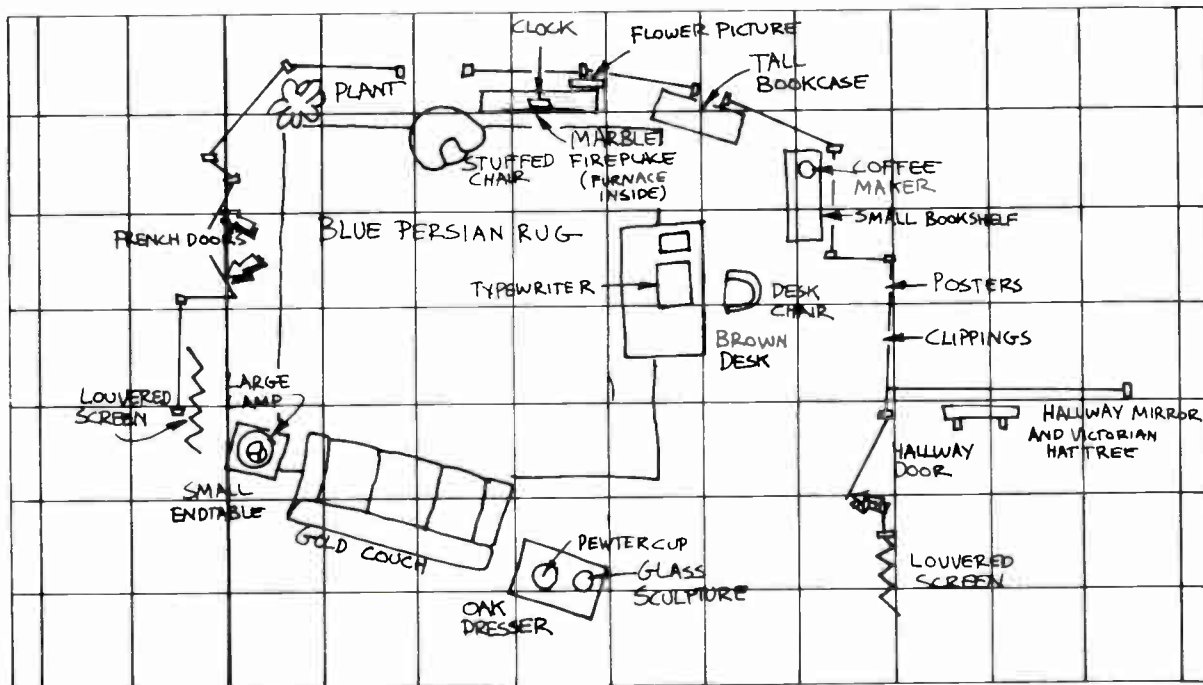 CLOCK
FLOWER PICTURE
TALL
BOOKCASE
PLANT
MARBLE
FIREPLACE
(FURNACE
INSIDE)
STUFFED
CHAIR
COFFEE
MAKER
SMALL BOOKSHELF
FRENCH DOORS
BLUE PERSIAN RUG
TYPEWRITER
DESK
CHAIR
POSTERS
BROWN
DESK
CLIPPINGS
LARGE
LAMP
LOUVERED
SCREEN
HALLWAY MIRROR
AND VICTORIAN
HAT TREE
HALLWAY
DOOR
SMALL
ENDTABLE
GOLD COUCH
PEWTER CUP
GLASS
SCULPTURE
OAK
DRESSER
LOUVERED
SCREEN